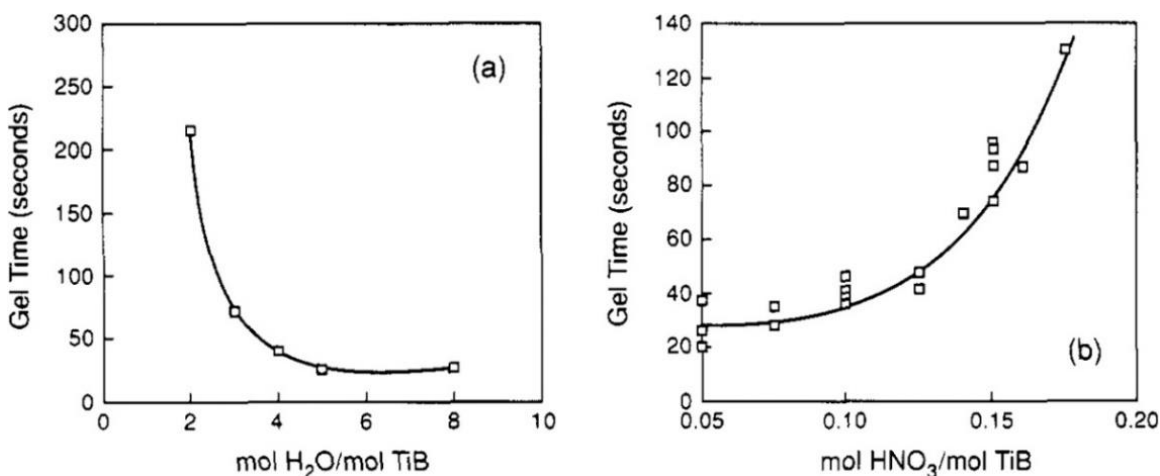 300
250
200
150
100
50
0
Gel Time (seconds)
(a)
0 2 4 6 8 10
mol H₂O/mol TiB
140
120
100
80
60
40
20
0
Gel Time (seconds)
(b)
0.05 0.10 0.15 0.20
mol HNO₃/mol TiB